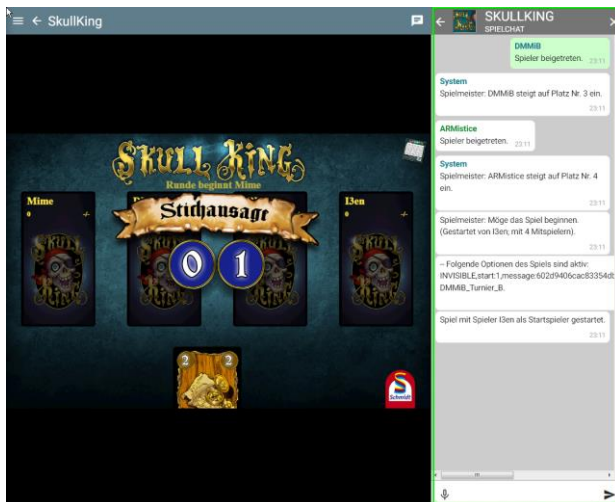 SkullKing
SKULL KING
Runde beginnt Mime
Mime
0
-/-
I3en
0
-/-
Stichausage
0 1
2 2
S
Schmidt
SKULLKING
SPIELCHAT
DMMiB
Spieler beigetreten. 23:11
System
Spielmeister: DMMiB steigt auf Platz Nr. 3 ein.
23:11
ARMistice
Spieler beigetreten. 23:11
System
Spielmeister: ARMistice steigt auf Platz Nr. 4
ein.
23:11
Spielmeister: Möge das Spiel beginnen.
(Gestartet von I3en, mit 4 Mitspielern).
23:11
-- Folgende Optionen des Spiels sind aktiv:
INVISIBLE,start:1,message:602d9406cac83354d
DMMiB_Turnier_B.
Spiel mit Spieler I3en als Startspieler gestartet.
23:11